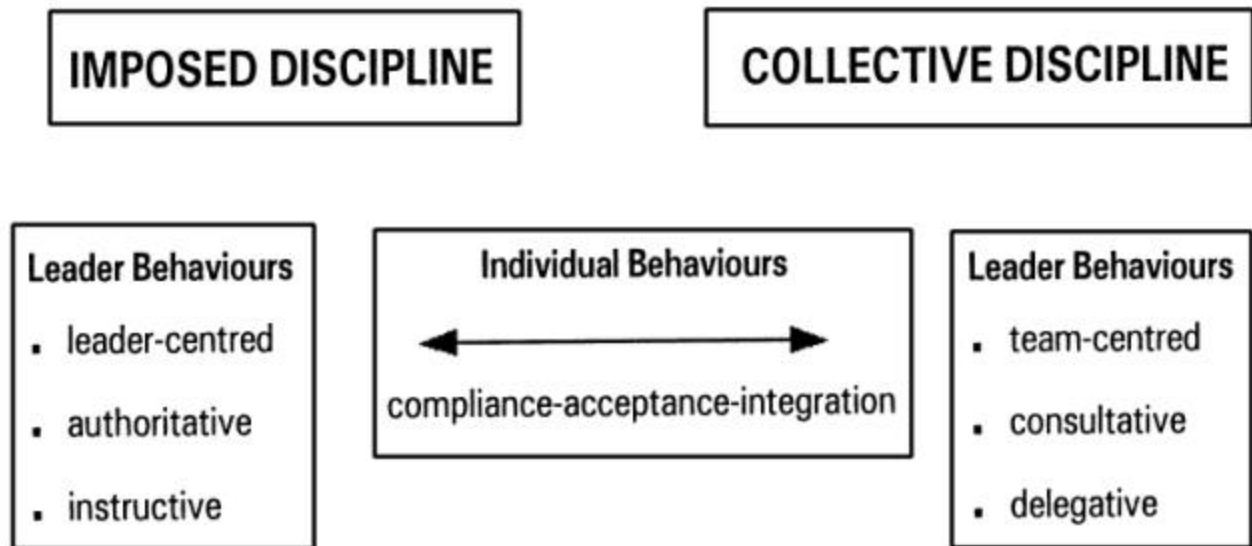 IMPOSED DISCIPLINE
COLLECTIVE DISCIPLINE
Leader Behaviours
. leader-centred
. authoritative
. instructive
Individual Behaviours
compliance-acceptance-integration
Leader Behaviours
. team-centred
. consultative
. delegative